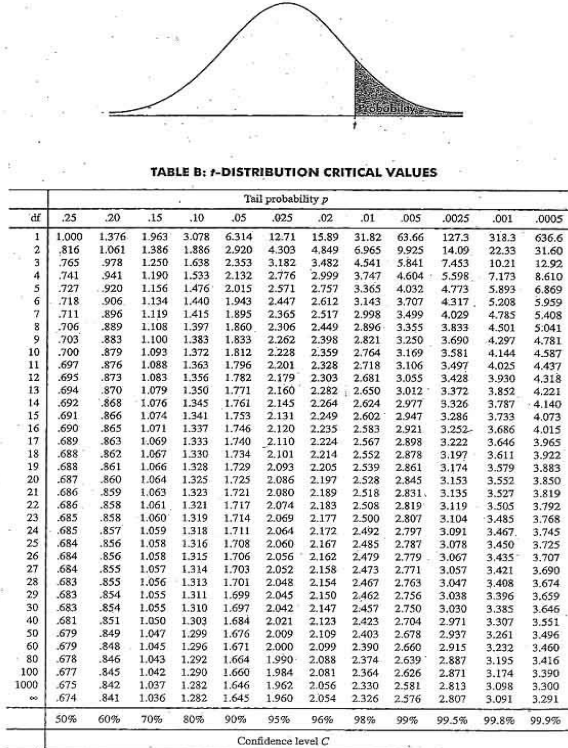 Probability
t
TABLE B: t-DISTRIBUTION CRITICAL VALUES
Tail probability p
df .25 .20 .15 .10 .05 .025 .02 .01 .005 .0025 .001 .0005
1 1.000 1.376 1.963 3.078 6.314 12.71 15.89 31.82 63.66 127.3 318.3 636.6
2 .816 1.061 1.386 1.886 2.920 4.303 4.849 6.965 9.925 14.09 22.33 31.60
3 .765 .978 1.250 1.638 2.353 3.182 3.482 4.541 5.841 7.453 10.21 12.92
4 .741 .941 1.190 1.533 2.132 2.776 2.999 3.747 4.604 5.598 7.173 8.610
5 .727 .920 1.156 1.476 2.015 2.571 2.757 3.365 4.032 4.773 5.893 6.869
6 .718 .906 1.134 1.440 1.943 2.447 2.612 3.143 3.707 4.317 5.208 5.959
7 .711 .896 1.119 1.415 1.895 2.365 2.517 2.998 3.499 4.029 4.785 5.408
8 .706 .889 1.108 1.397 1.860 2.306 2.449 2.896 3.355 3.833 4.501 5.041
9 .703 .883 1.100 1.383 1.833 2.262 2.398 2.821 3.250 3.690 4.297 4.781
10 .700 .879 1.093 1.372 1.812 2.228 2.359 2.764 3.169 3.581 4.144 4.587
11 .697 .876 1.088 1.363 1.796 2.201 2.328 2.718 3.106 3.497 4.025 4.437
12 .695 .873 1.083 1.356 1.782 2.179 2.303 2.681 3.055 3.428 3.930 4.318
13 .694 .870 1.079 1.350 1.771 2.160 2.282 2.650 3.012 3.372 3.852 4.221
14 .692 .868 1.076 1.345 1.761 2.145 2.264 2.624 2.977 3.326 3.787 4.140
15 .691 .866 1.074 1.341 1.753 2.131 2.249 2.602 2.947 3.286 3.733 4.073
16 .690 .865 1.071 1.337 1.746 2.120 2.235 2.583 2.921 3.252 3.686 4.015
17 .689 .863 1.069 1.333 1.740 2.110 2.224 2.567 2.898 3.222 3.646 3.965
18 .688 .862 1.067 1.330 1.734 2.101 2.214 2.552 2.878 3.197 3.611 3.922
19 .688 .861 1.066 1.328 1.729 2.093 2.205 2.539 2.861 3.174 3.579 3.883
20 .687 .860 1.064 1.325 1.725 2.086 2.197 2.528 2.845 3.153 3.552 3.850
21 .686 .859 1.063 1.323 1.721 2.080 2.189 2.518 2.831 3.135 3.527 3.819
22 .686 .858 1.061 1.321 1.717 2.074 2.183 2.508 2.819 3.119 3.505 3.792
23 .685 .858 1.060 1.319 1.714 2.069 2.177 2.500 2.807 3.104 3.485 3.768
24 .685 .857 1.059 1.318 1.711 2.064 2.172 2.492 2.797 3.091 3.467 3.745
25 .684 .856 1.058 1.316 1.708 2.060 2.167 2.485 2.787 3.078 3.450 3.725
26 .684 .856 1.058 1.315 1.706 2.056 2.162 2.479 2.779 3.067 3.435 3.707
27 .684 .855 1.057 1.314 1.703 2.052 2.158 2.473 2.771 3.057 3.421 3.690
28 .683 .855 1.056 1.313 1.701 2.048 2.154 2.467 2.763 3.047 3.408 3.674
29 .683 .854 1.055 1.311 1.699 2.045 2.150 2.462 2.756 3.038 3.396 3.659
30 .683 .854 1.055 1.310 1.697 2.042 2.147 2.457 2.750 3.030 3.385 3.646
40 .681 .851 1.050 1.303 1.684 2.021 2.123 2.423 2.704 2.971 3.307 3.551
50 .679 .849 1.047 1.299 1.676 2.009 2.109 2.403 2.678 2.937 3.261 3.496
60 .679 .848 1.045 1.296 1.671 2.000 2.099 2.390 2.660 2.915 3.232 3.460
80 .678 .846 1.043 1.292 1.664 1.990 2.088 2.374 2.639 2.887 3.195 3.416
100 .677 .845 1.042 1.290 1.660 1.984 2.081 2.364 2.626 2.871 3.174 3.390
1000 .675 .842 1.037 1.282 1.646 1.962 2.056 2.330 2.581 2.813 3.098 3.300
∞ .674 .841 1.036 1.282 1.645 1.960 2.054 2.326 2.576 2.807 3.091 3.291
50% 60% 70% 80% 90% 95% 96% 98% 99% 99.5% 99.8% 99.9%
Confidence level C